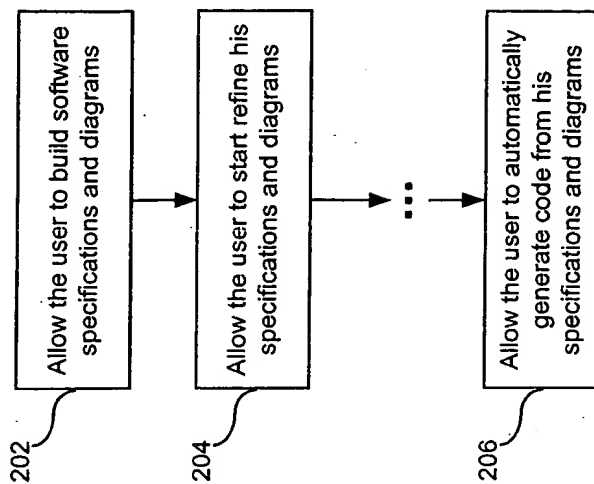 202
Allow the user to build software
specifications and diagrams
204
Allow the user to start refine his
specifications and diagrams
...
206
Allow the user to automatically
generate code from his
specifications and diagrams